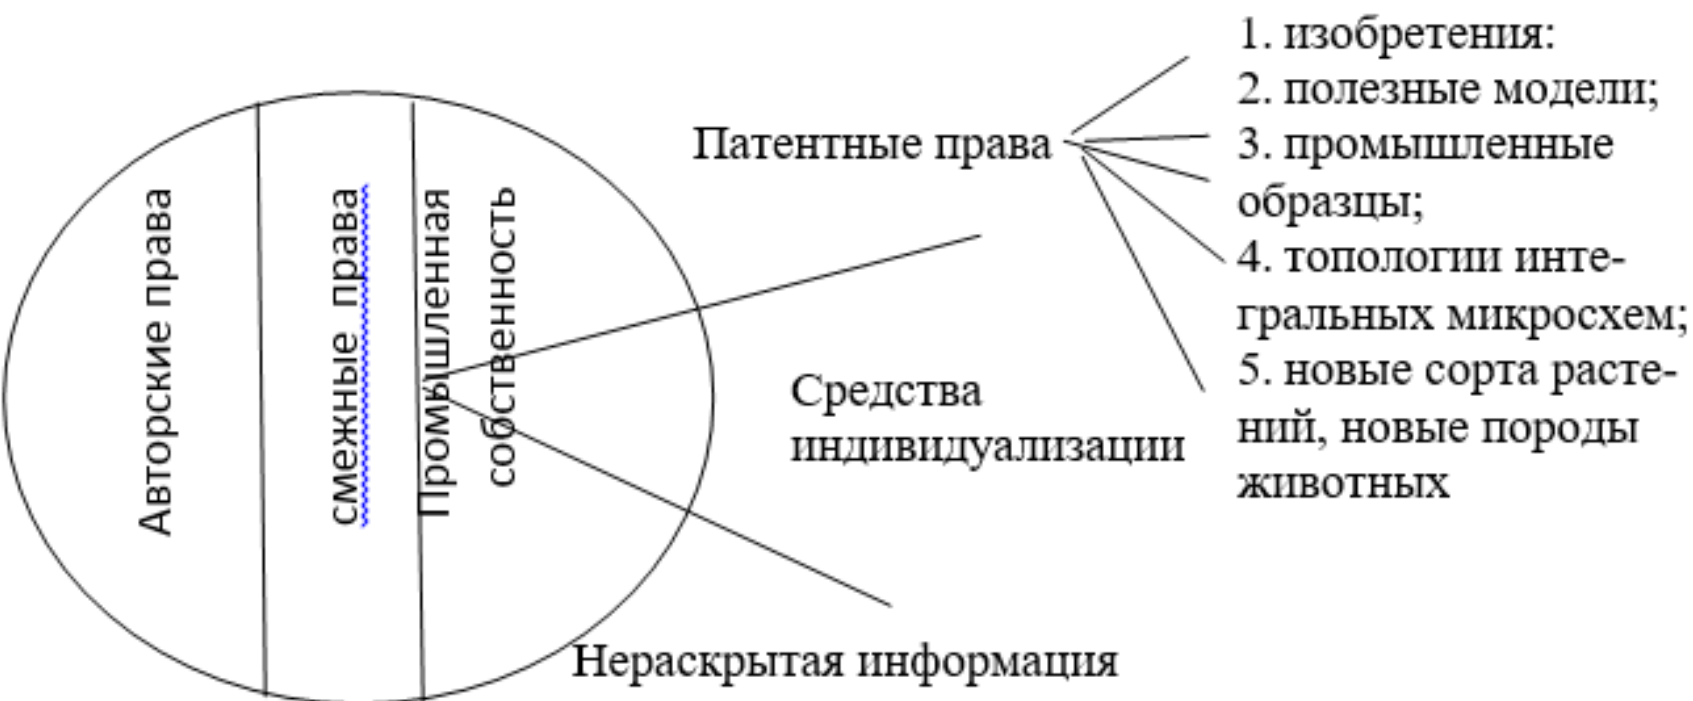 Авторские права
смежные права
Промышленная
собственность
Патентные права
Средства
индивидуализации
Нераскрытая информация
1. изобретения:
2. полезные модели;
3. промышленные
образцы;
4. топологии инте-
гральных микросхем;
5. новые сорта расте-
ний, новые породы
животных